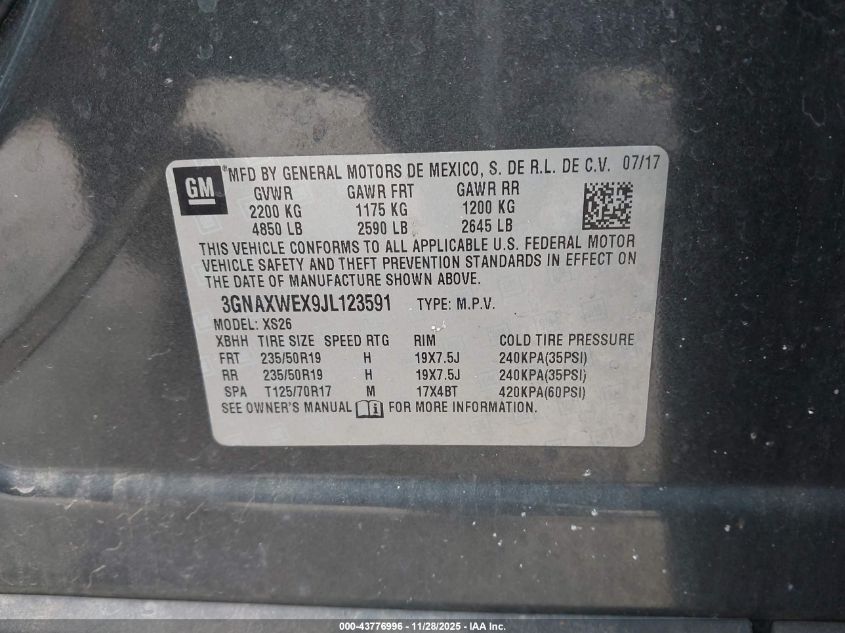 GM ®MFD BY GENERAL MOTORS DE MEXICO, S. DE R.L. DE C.V. 07/17
GVWR GAWR FRT GAWR RR
2200 KG 1175 KG 1200 KG
4850 LB 2590 LB 2645 LB
THIS VEHICLE CONFORMS TO ALL APPLICABLE U.S. FEDERAL MOTOR
VEHICLE SAFETY AND THEFT PREVENTION STANDARDS IN EFFECT ON
THE DATE OF MANUFACTURE SHOWN ABOVE.
3GNAXWEX9JL123591 TYPE: M.P.V.
MODEL: XS26
XBHH TIRE SIZE SPEED RTG RIM COLD TIRE PRESSURE
FRT 235/50R19 H 19X7.5J 240KPA(35PSI)
RR 235/50R19 H 19X7.5J 240KPA(35PSI)
SPA T125/70R17 M 17X4BT 420KPA(60PSI)
SEE OWNER'S MANUAL FOR MORE INFORMATION.
000-43776996 - 11/28/2025 - IAA Inc.